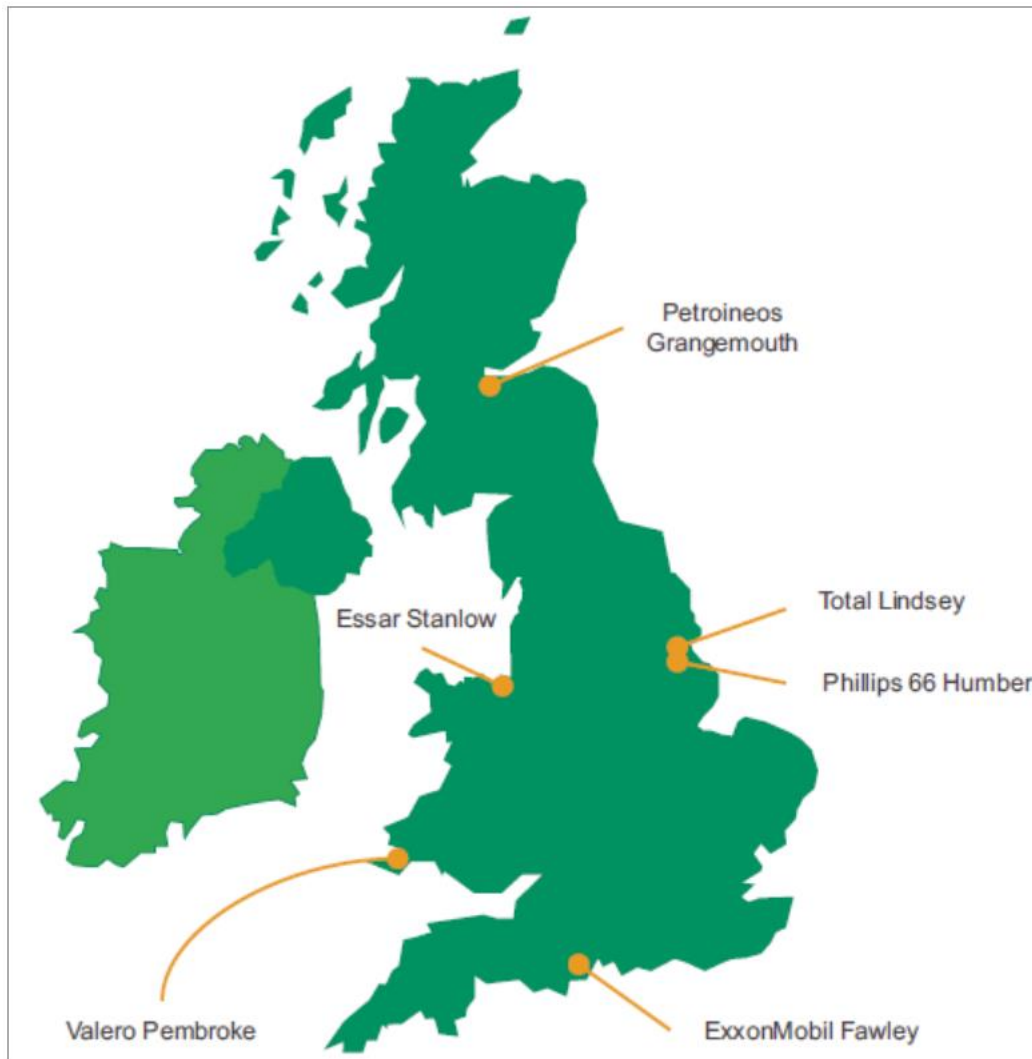 Petroineos
Grangemouth
Total Lindsey
Essar Stanlow
Phillips 66 Humber
Valero Pembroke
ExxonMobil Fawley